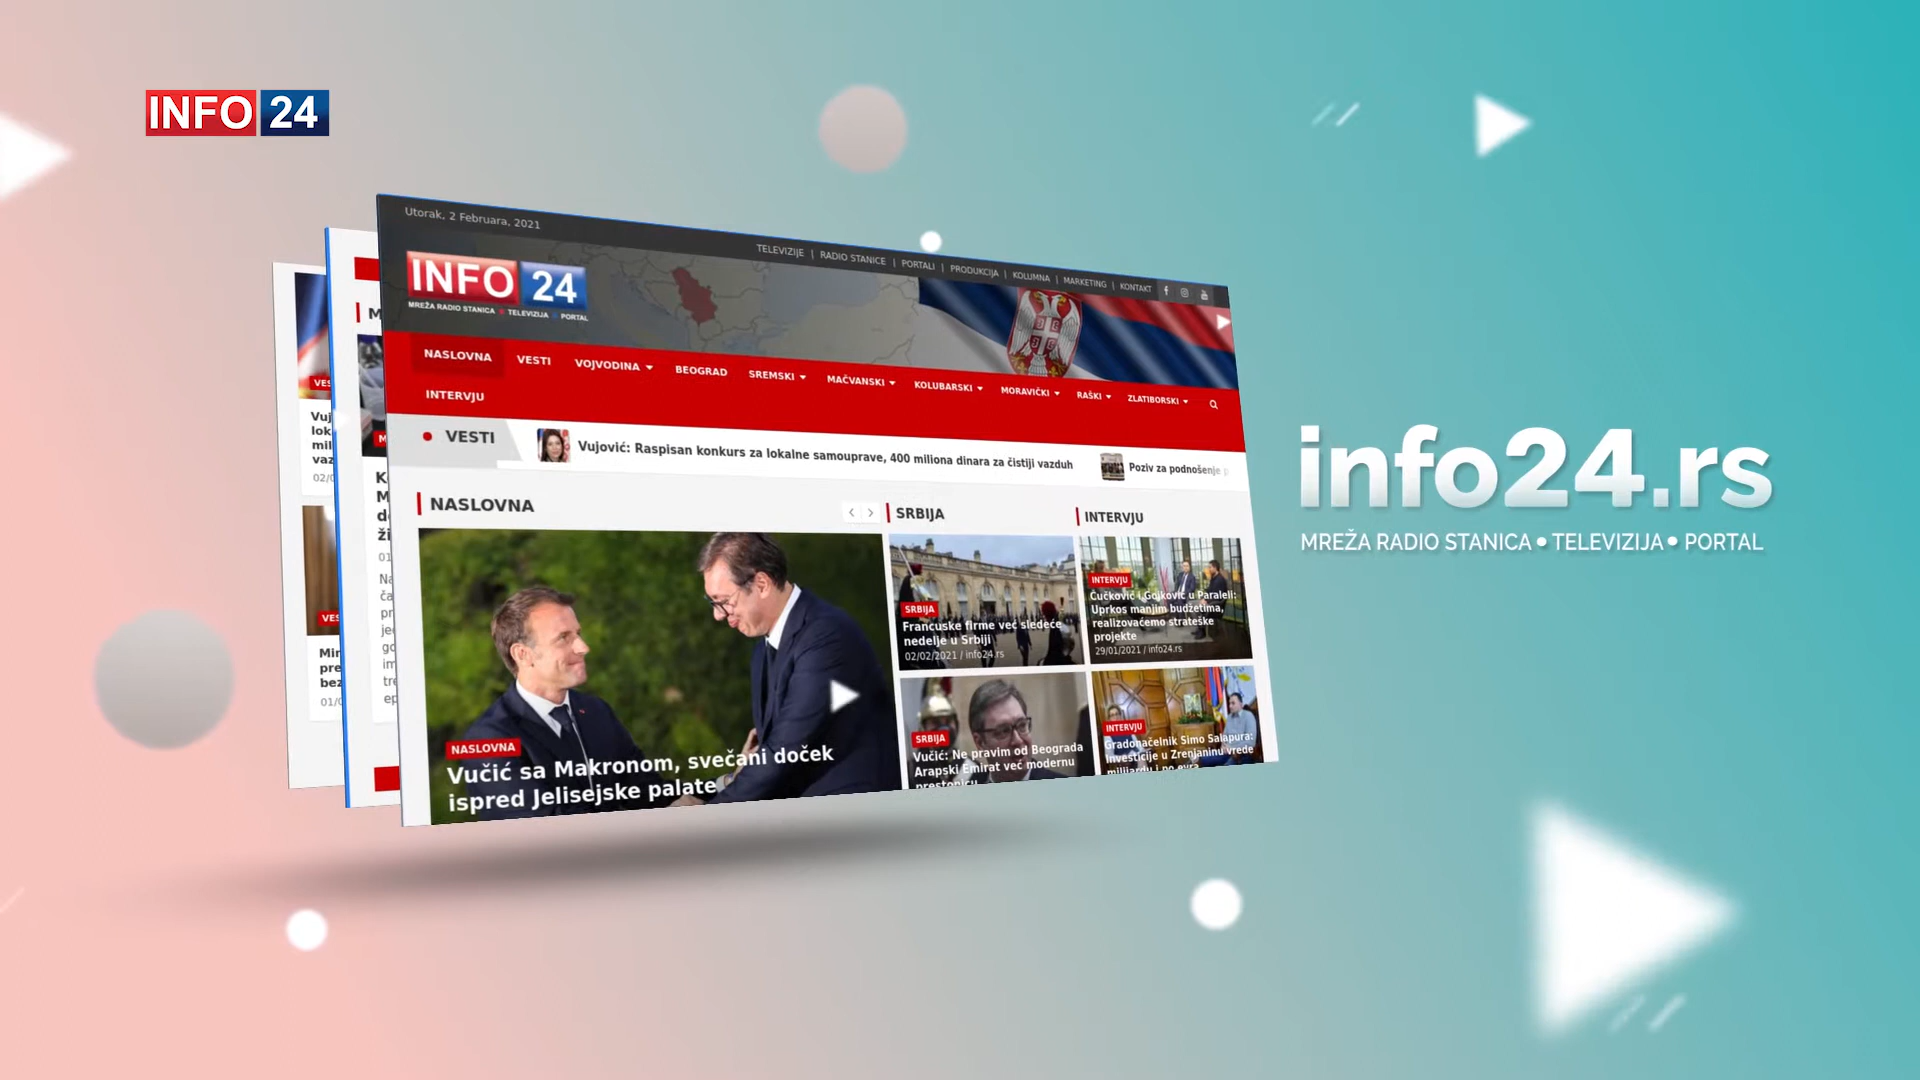 INFO 24
Utorak, 2 Februara, 2021
TELEVIZIJE | RADIO STANICE | PORTALI | PRODUKCIJA | KOLUMNA | MARKETING | KONTAKT
INFO 24
MREŽA RADIO STANICA • TELEVIZIJA • PORTAL
NASLOVNA VESTI VOJVODINA BEOGRAD SREMSKI MAČVANSKI KOLUBARSKI MORAVIČKI RAŠKI ZLATIBORSKI
INTERVJU
VESTI
Vujović: Raspisan konkurs za lokalne samouprave, 400 miliona dinara za čistiji vazduh
Poziv za podnošenje
NASLOVNA
NASLOVNA
Vučić sa Makronom, svečani doček
ispred Jelisejske palate
SRBIJA
SRBIJA
Francuske firme već sledeće
nedelje u Srbiji
02/02/2021 / info24.rs
SRBIJA
Vučić: Ne pravim od Beograda
Arapski Emirat već modernu
prestonicu
INTERVJU
INTERVJU
Čučković i Gojković u Paraleli:
Uprkos manjim budžetima,
realizovaćemo strateške
projekte
29/01/2021 / info24.rs
INTERVJU
Gradonačelnik Simo Salapura:
Investicije u Zrenjaninu vrede
milijardu i po evra
info24.rs
MREŽA RADIO STANICA • TELEVIZIJA • PORTAL